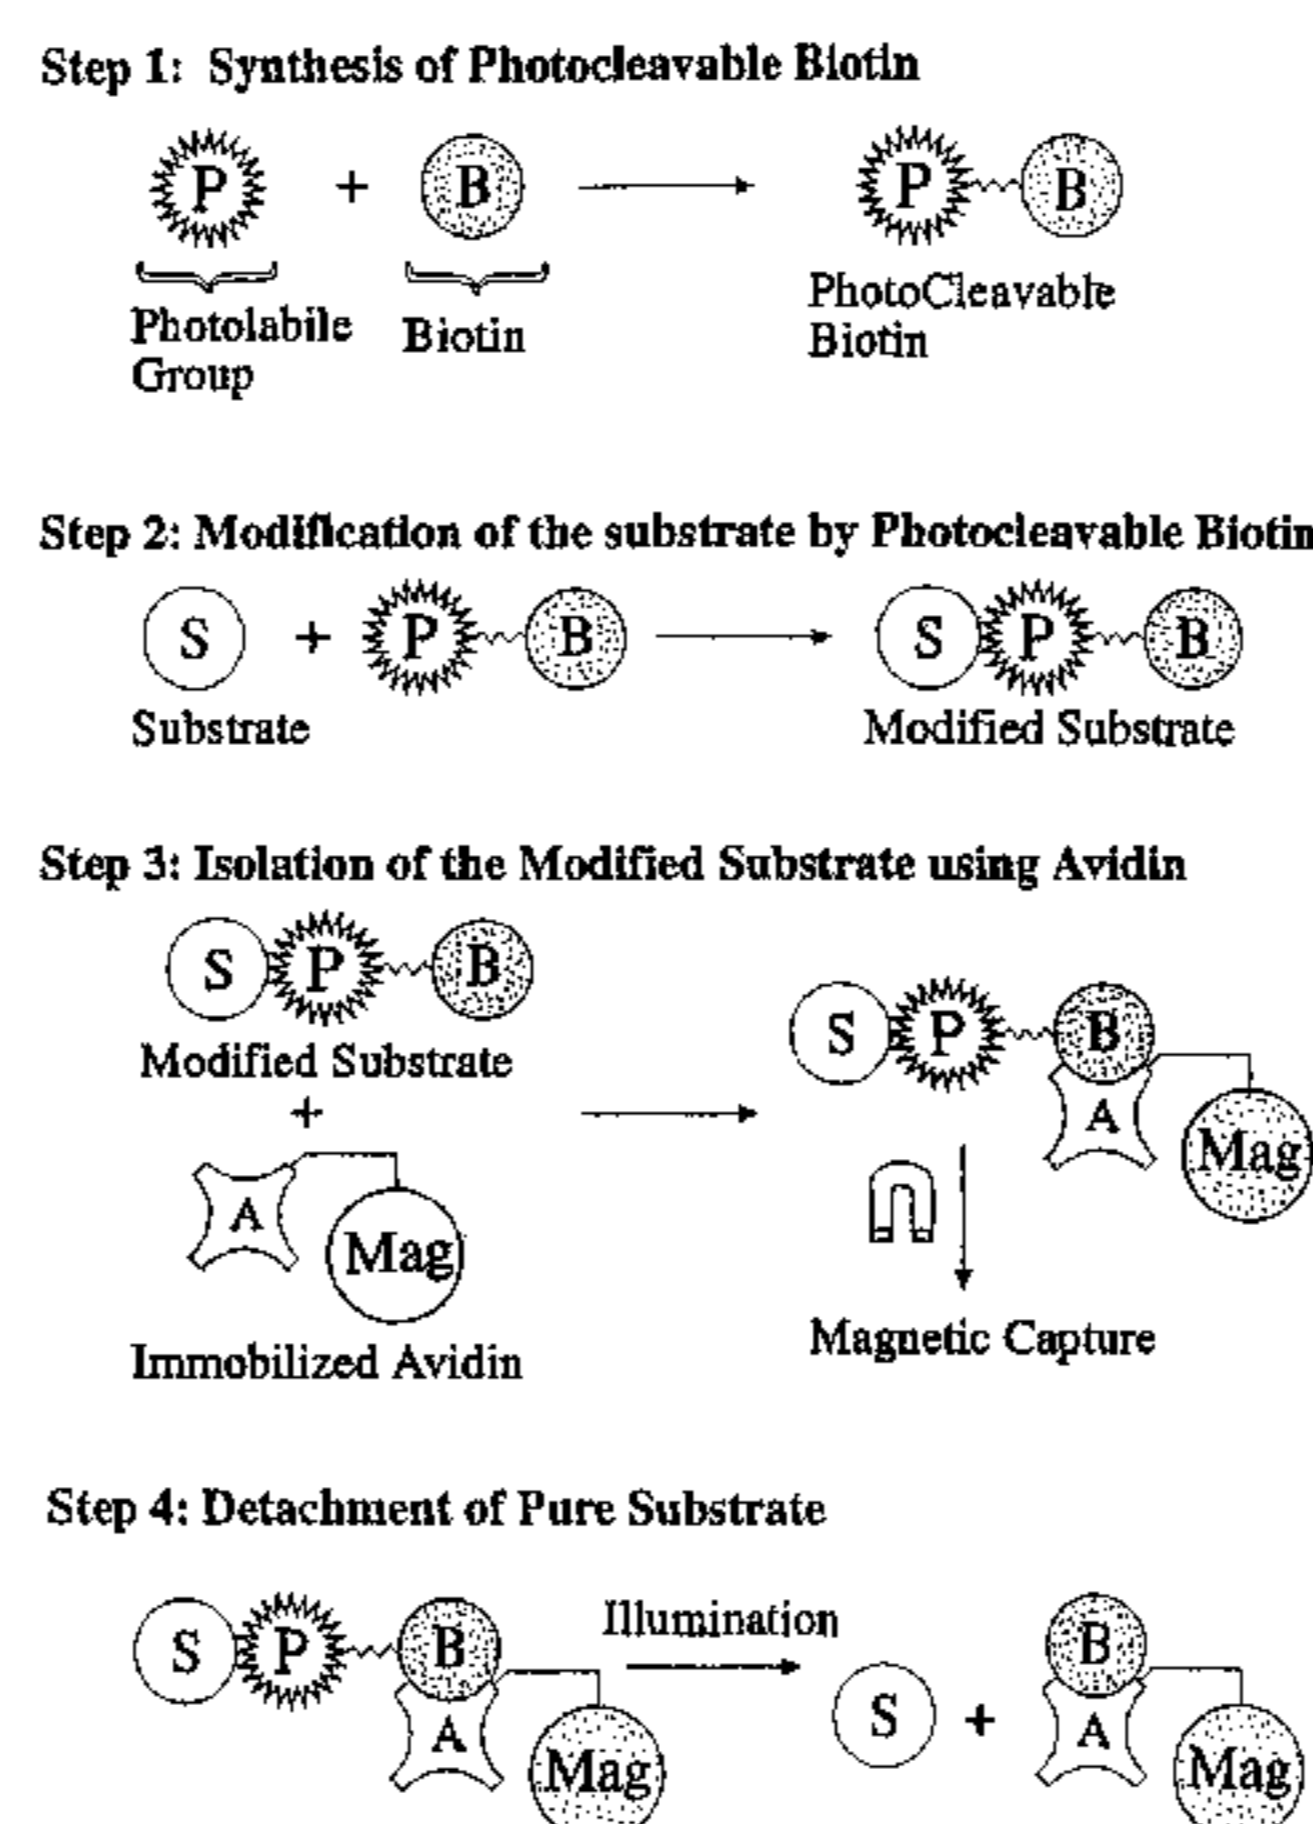 Step 1: Synthesis of Photocleavable Biotin
P + B P B
Photolabile
Group
Biotin
PhotoCleavable
Biotin
Step 2: Modification of the substrate by Photocleavable Biotin
S + P B S P B
Substrate
Modified Substrate
Step 3: Isolation of the Modified Substrate using Avidin
S P B
Modified Substrate
+
A Mag
Immobilized Avidin
S P B
A Mag
Magnetic Capture
Step 4: Detachment of Pure Substrate
S P B
A Mag
Illumination
S + B
A Mag